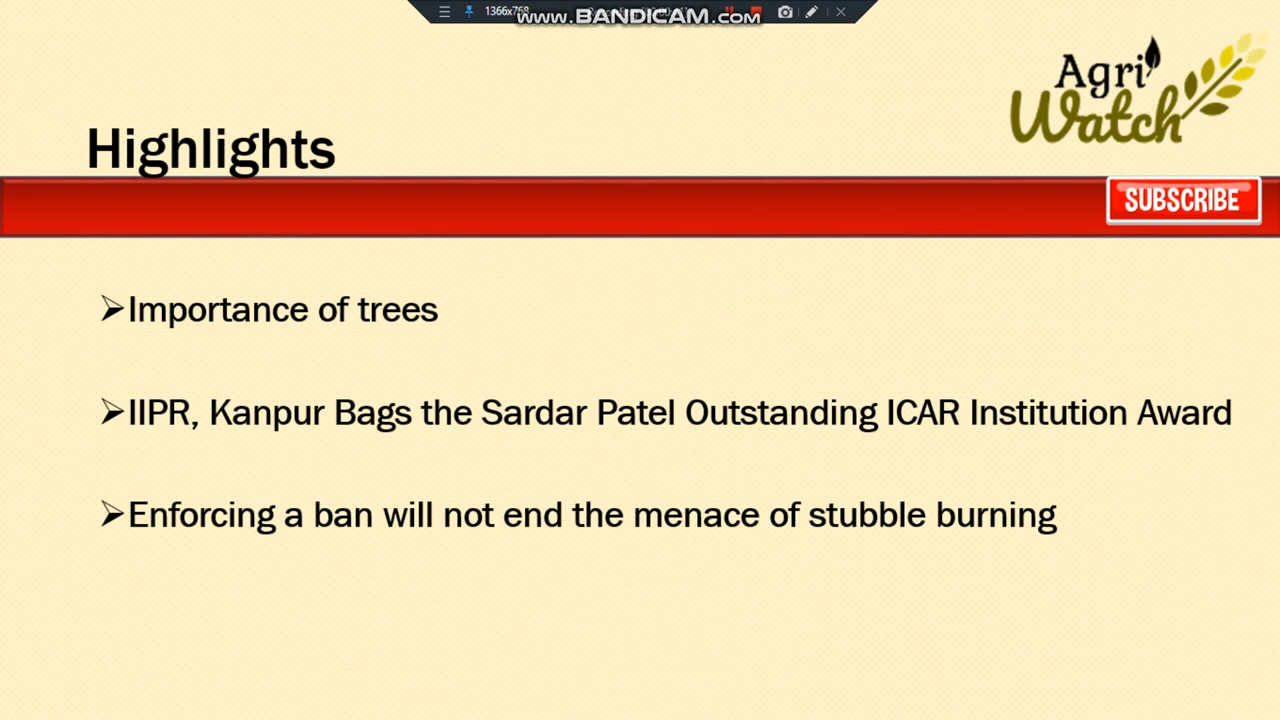 1366x768
www.BANDICAM.com
Agri
Watch
Highlights
SUBSCRIBE
➢Importance of trees
➢IIPR, Kanpur Bags the Sardar Patel Outstanding ICAR Institution Award
➢Enforcing a ban will not end the menace of stubble burning